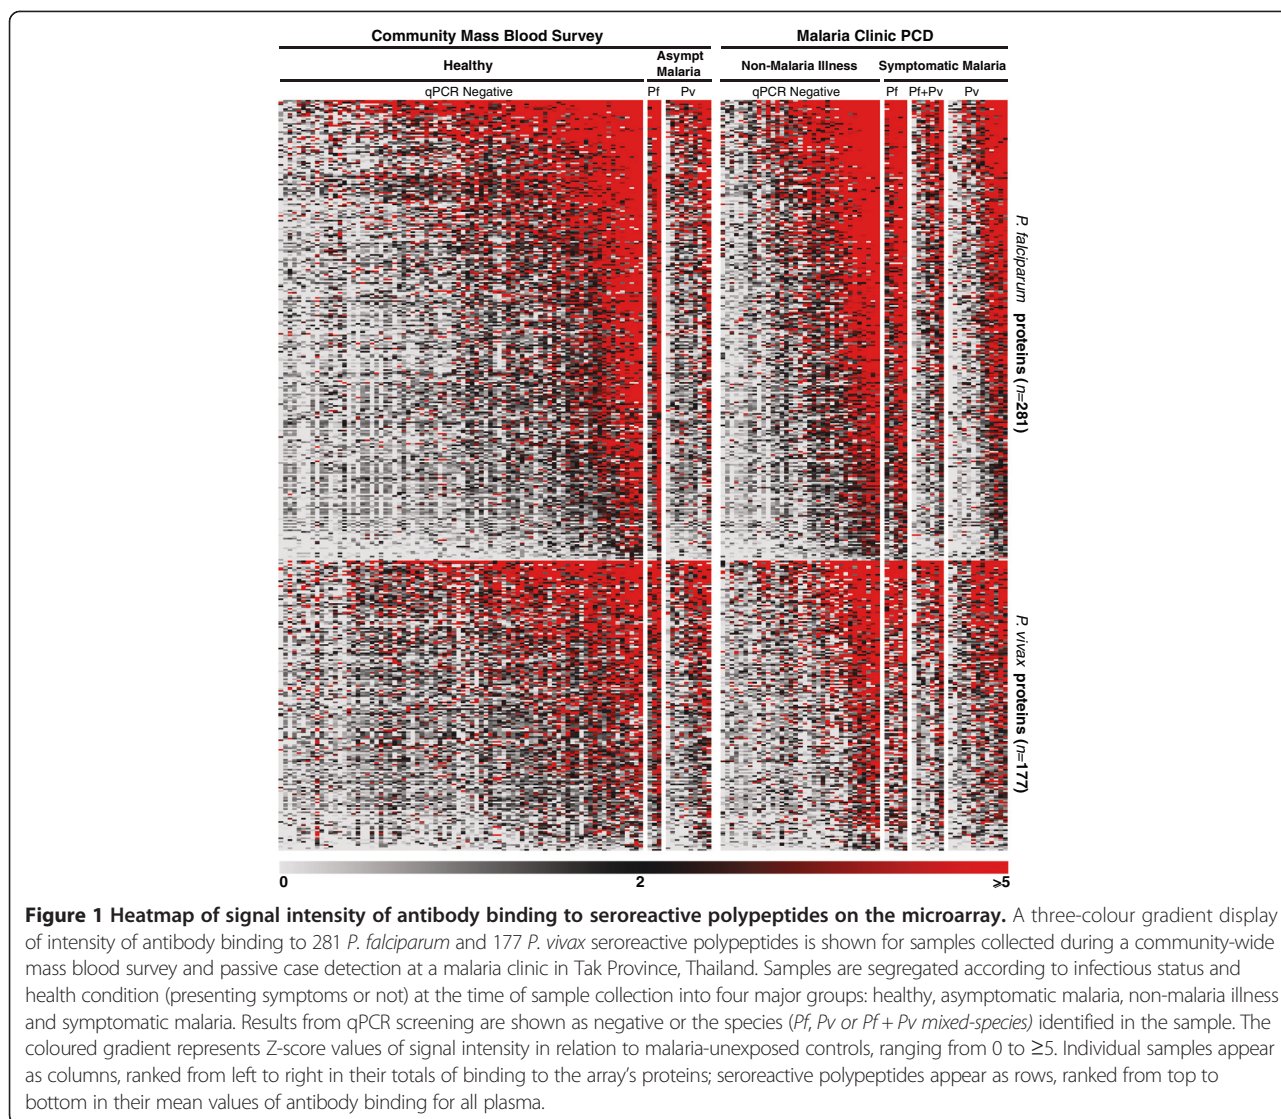 Community Mass Blood Survey
Malaria Clinic PCD
Healthy
Asympt
Malaria
Non-Malaria Illness
Symptomatic Malaria
qPCR Negative
Pf
Pv
qPCR Negative
Pf
Pf+Pv
Pv
P. falciparum proteins (n=281)
P. vivax proteins (n=177)
0
2
⩾5
Figure 1 Heatmap of signal intensity of antibody binding to seroreactive polypeptides on the microarray. A three-colour gradient display
of intensity of antibody binding to 281 P. falciparum and 177 P. vivax seroreactive polypeptides is shown for samples collected during a community-wide
mass blood survey and passive case detection at a malaria clinic in Tak Province, Thailand. Samples are segregated according to infectious status and
health condition (presenting symptoms or not) at the time of sample collection into four major groups: healthy, asymptomatic malaria, non-malaria illness
and symptomatic malaria. Results from qPCR screening are shown as negative or the species (Pf, Pv or Pf + Pv mixed-species) identified in the sample. The
coloured gradient represents Z-score values of signal intensity in relation to malaria-unexposed controls, ranging from 0 to ≥5. Individual samples appear
as columns, ranked from left to right in their totals of binding to the array's proteins; seroreactive polypeptides appear as rows, ranked from top to
bottom in their mean values of antibody binding for all plasma.